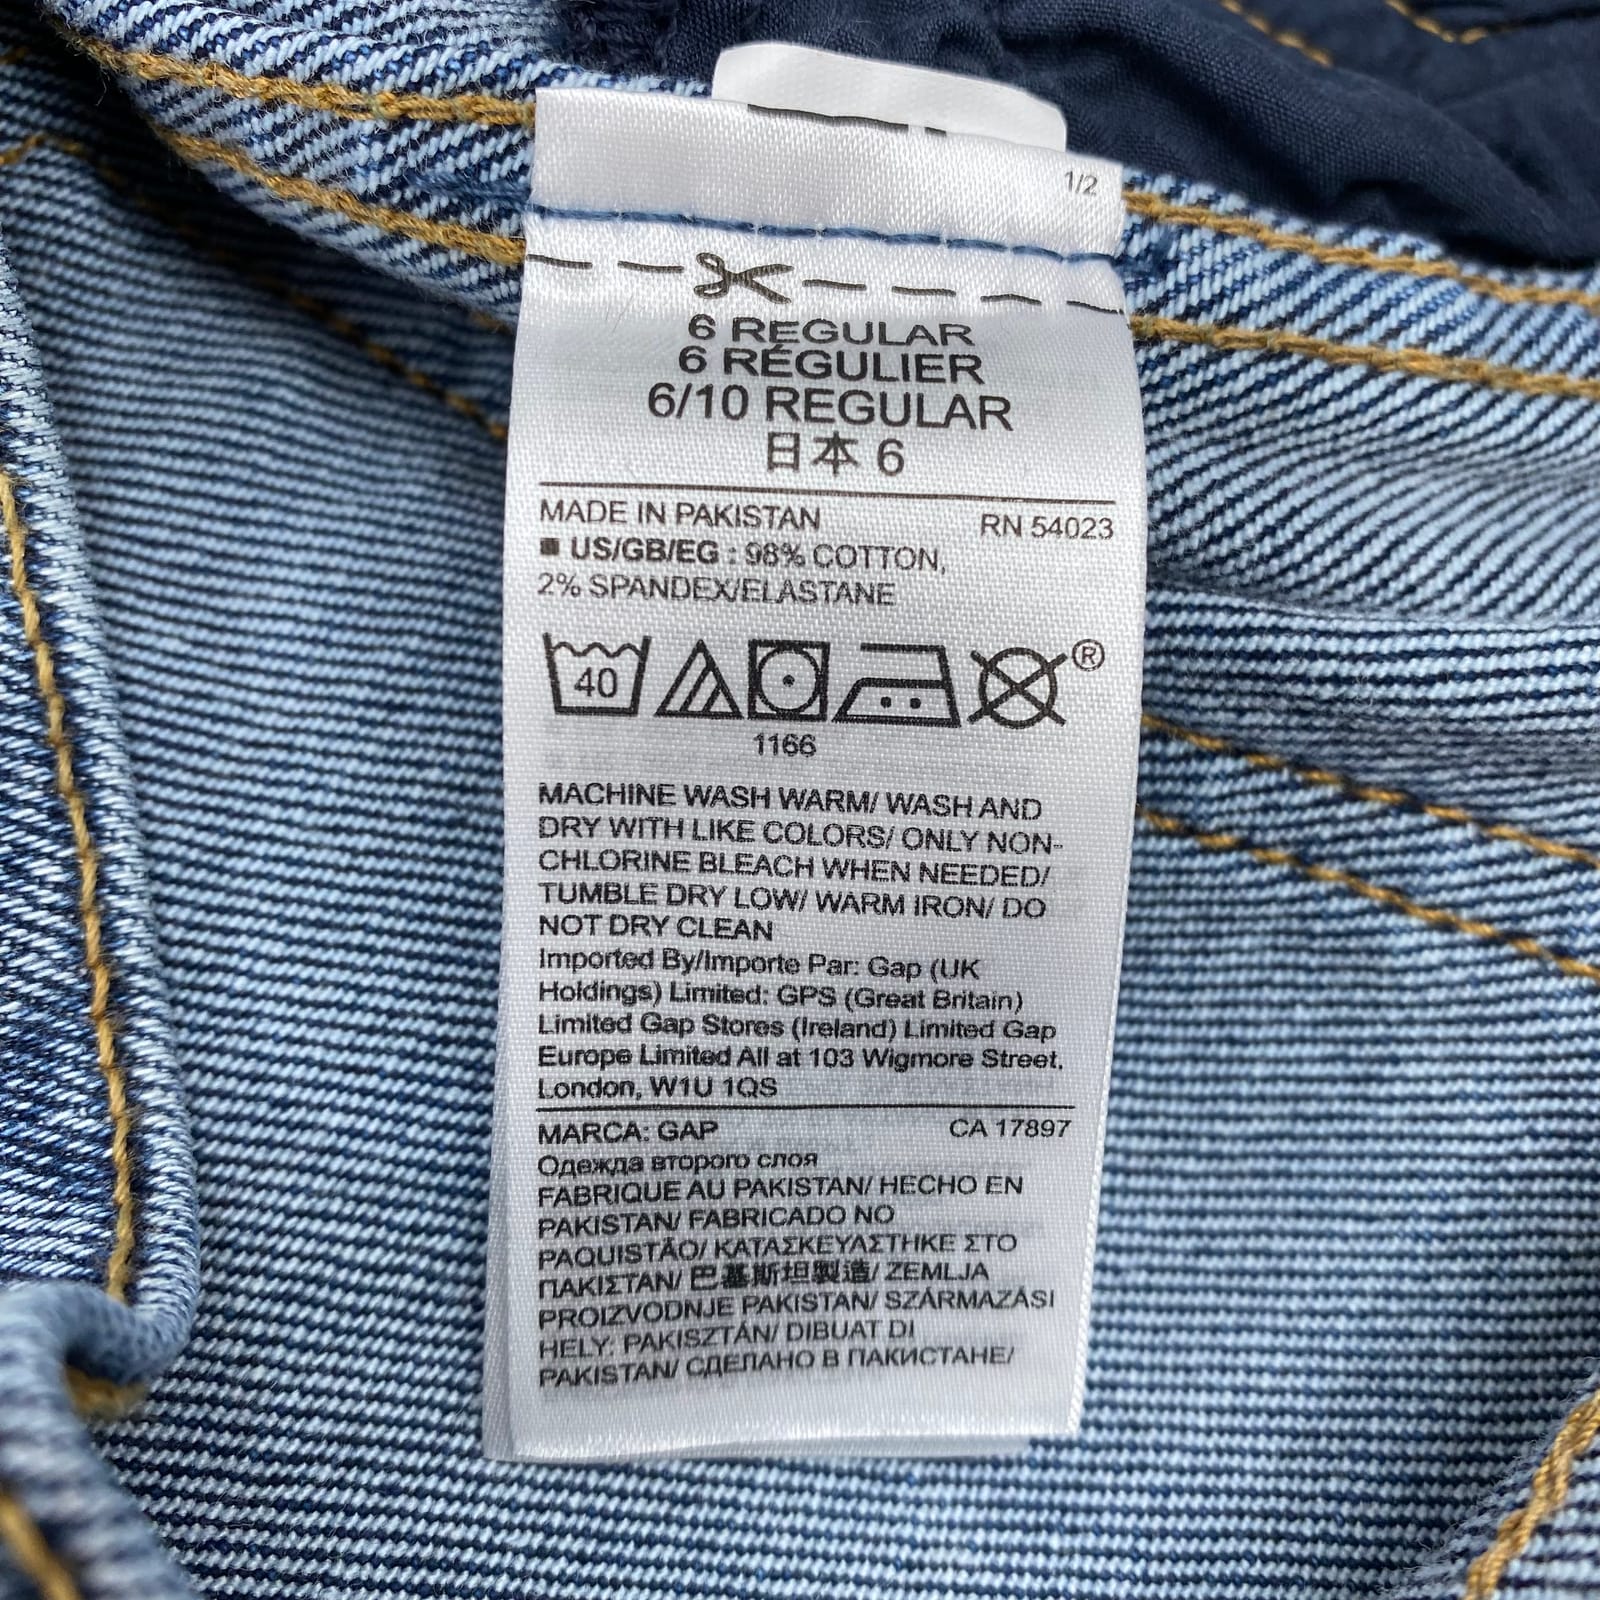 1/2
6 REGULAR
6 RÉGULIER
6/10 REGULAR
日本 6
MADE IN PAKISTAN RN 54023
■ US/GB/EG : 98% COTTON,
2% SPANDEX/ELASTANE
40 ®
1166
MACHINE WASH WARM/ WASH AND
DRY WITH LIKE COLORS/ ONLY NON-
CHLORINE BLEACH WHEN NEEDED/
TUMBLE DRY LOW/ WARM IRON/ DO
NOT DRY CLEAN
Imported By/Importe Par: Gap (UK
Holdings) Limited: GPS (Great Britain)
Limited Gap Stores (Ireland) Limited Gap
Europe Limited All at 103 Wigmore Street,
London, W1U 1QS
MARCA: GAP CA 17897
Одежда второго слоя
FABRIQUE AU PAKISTAN/ HECHO EN
PAKISTAN/ FABRICADO NO
PAQUISTÃO/ ΚΑΤΑΣΚΕΥΑΣΤΗΚΕ ΣΤΟ
ΠΑΚΙΣΤΑΝ/ 巴基斯坦製造/ ZEMLJA
PROIZVODNJE PAKISTAN/ SZÁRMAZÁSI
HELY: PAKISZTÁN/ DIBUAT DI
PAKISTAN/ СДЕЛАНО В ПАКИСТАНЕ/